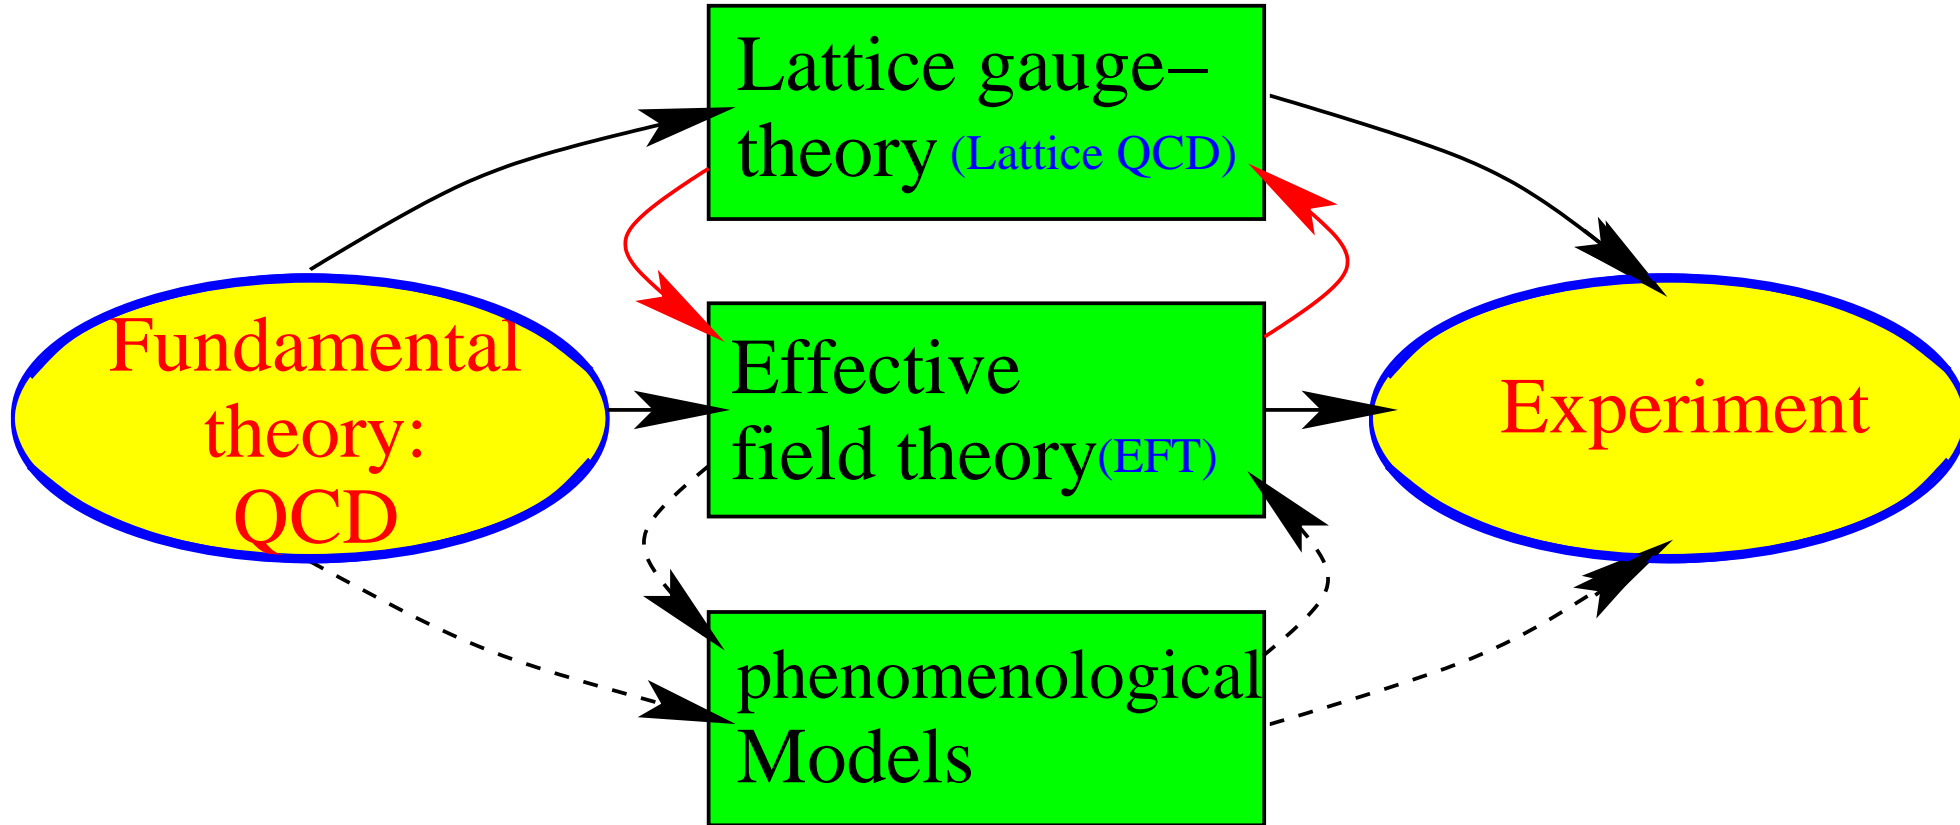 Lattice gauge–
theory (Lattice QCD)
Fundamental
theory:
QCD
Effective
field theory(EFT)
Experiment
phenomenological
Models